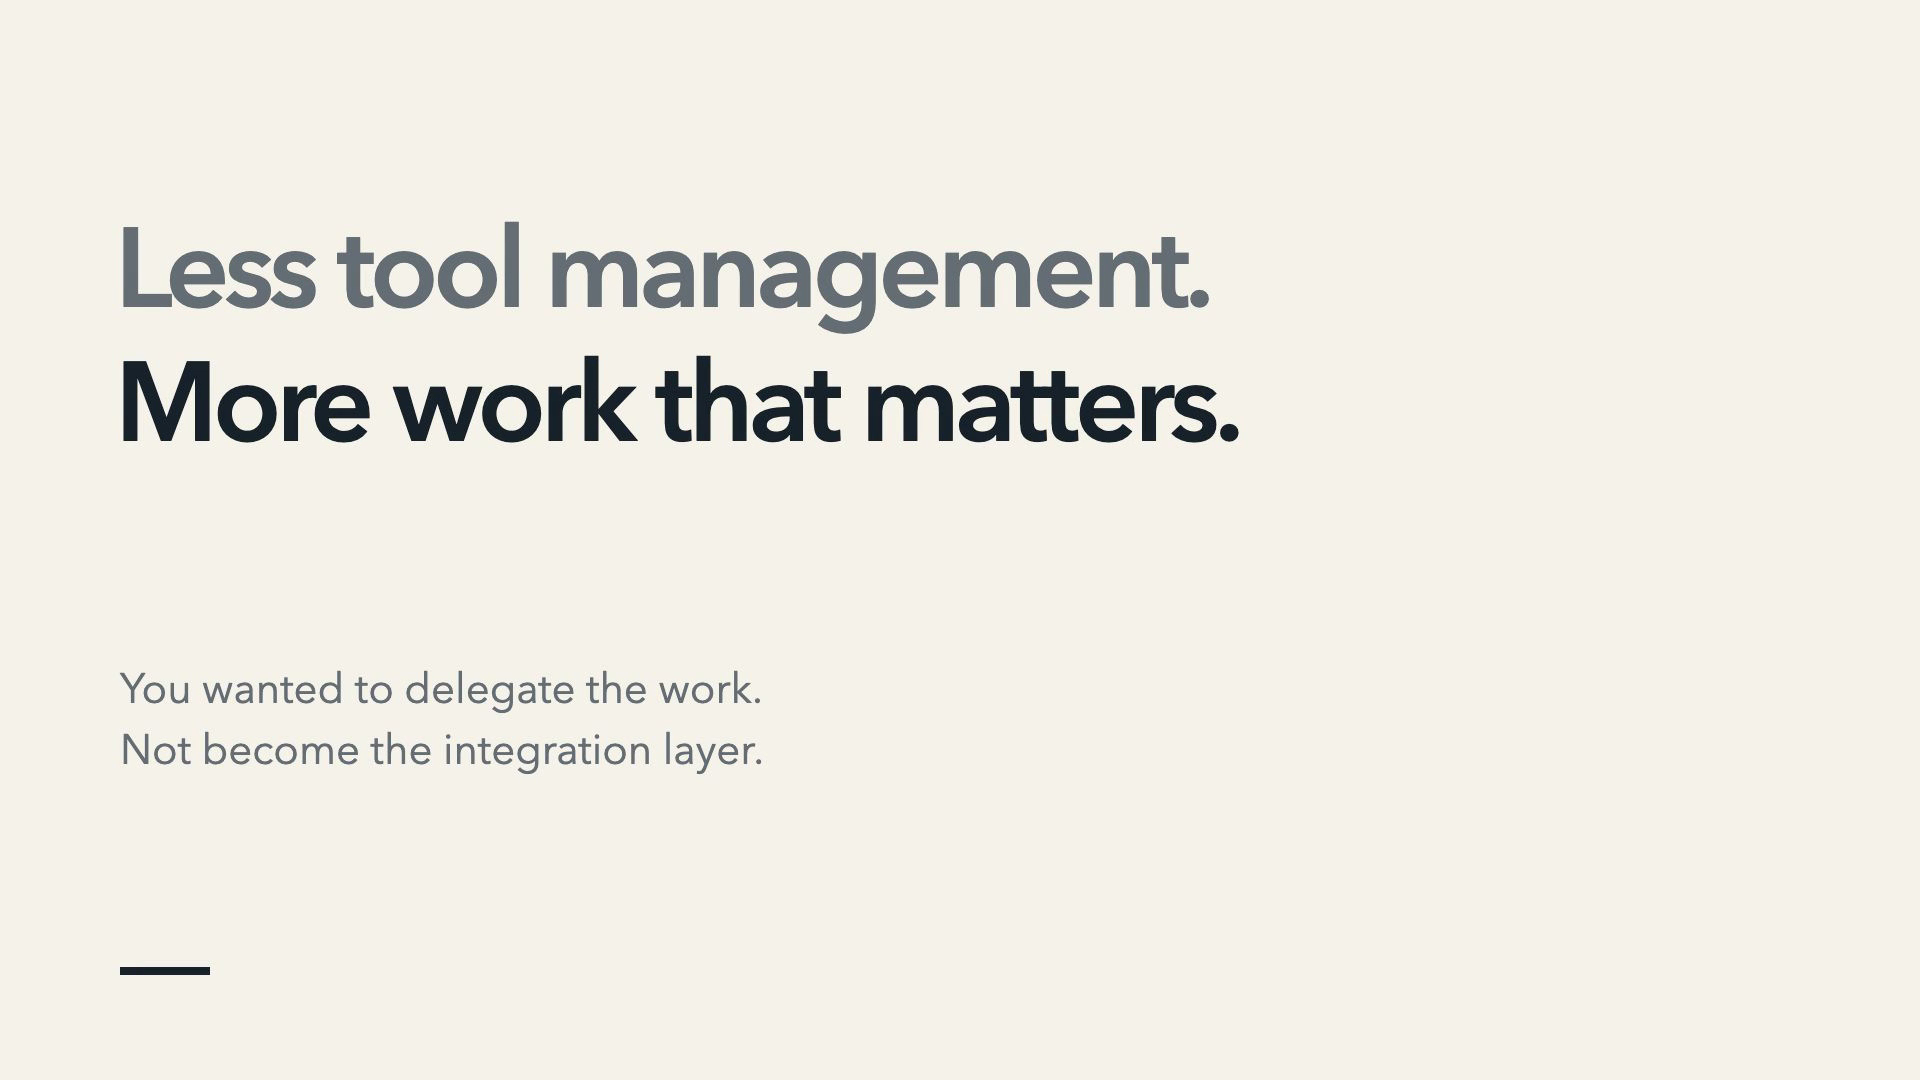 Less tool management.
More work that matters.
You wanted to delegate the work.
Not become the integration layer.